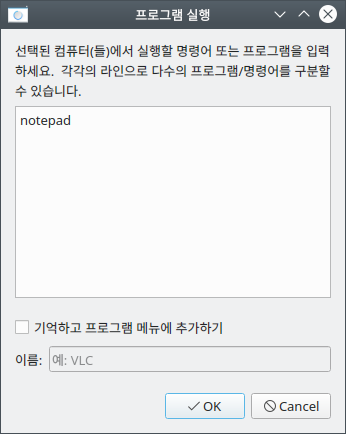 프로그램 실행
선택된 컴퓨터(들)에서 실행할 명령어 또는 프로그램을 입력
하세요. 각각의 라인으로 다수의 프로그램/명령어를 구분할
수 있습니다.
notepad
기억하고 프로그램 메뉴에 추가하기
이름: 예: VLC
OK Cancel